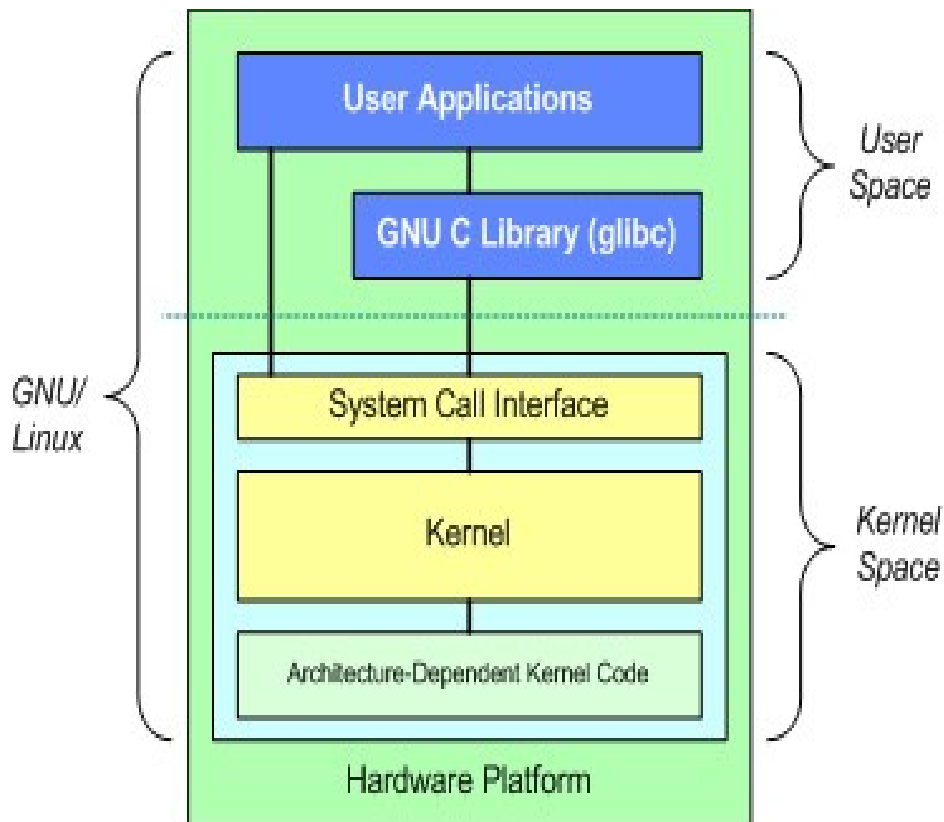 User Applications
User
Space
GNU C Library (glibc)
GNU/
Linux
System Call Interface
Kernel
Kernel
Space
Architecture-Dependent Kernel Code
Hardware Platform